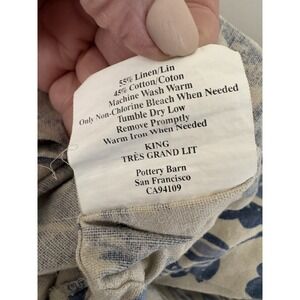 55% Linen/Lin
45% Cotton/Coton
Machine Wash Warm
Only Non-Chlorine Bleach When Needed
Tumble Dry Low
Remove Promptly
Warm Iron When Needed
KING
TRÈS GRAND LIT
Pottery Barn
San Francisco
CA94109